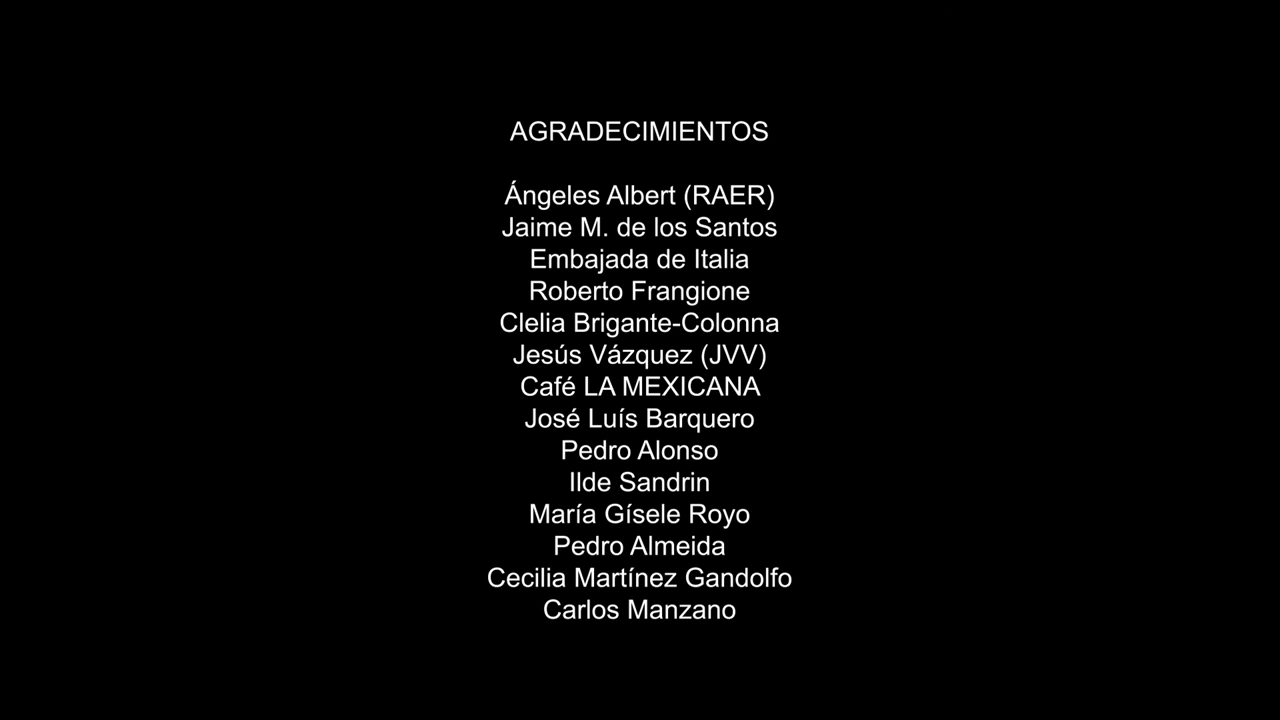 AGRADECIMIENTOS
Ángeles Albert (RAER)
Jaime M. de los Santos
Embajada de Italia
Roberto Frangione
Clelia Brigante-Colonna
Jesús Vázquez (JVV)
Café LA MEXICANA
José Luís Barquero
Pedro Alonso
Ilde Sandrin
María Gísele Royo
Pedro Almeida
Cecilia Martínez Gandolfo
Carlos Manzano